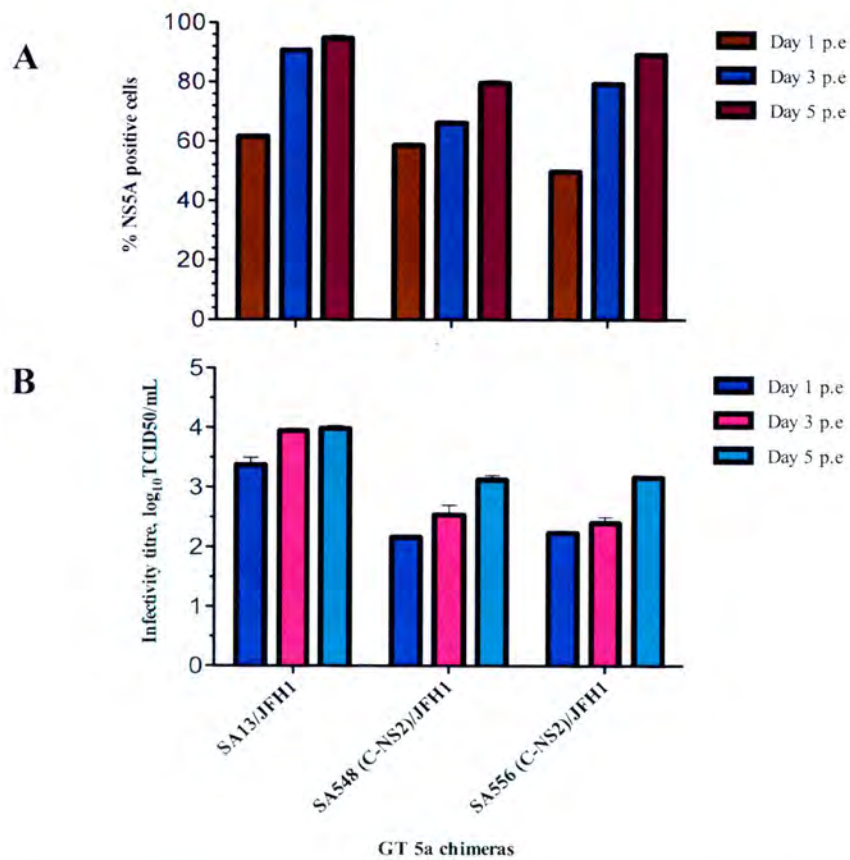 A
% NS5A positive cells
100
80
60
40
20
0
Day 1 p.e
Day 3 p.e
Day 5 p.e
B
Infectivity titre, log10TCID50/mL
5
4
3
2
1
0
Day 1 p.e
Day 3 p.e
Day 5 p.e
SA13/JFH1
SA548 (C-NS2)/JFH1
SA556 (C-NS2)/JFH1
GT 5a chimeras